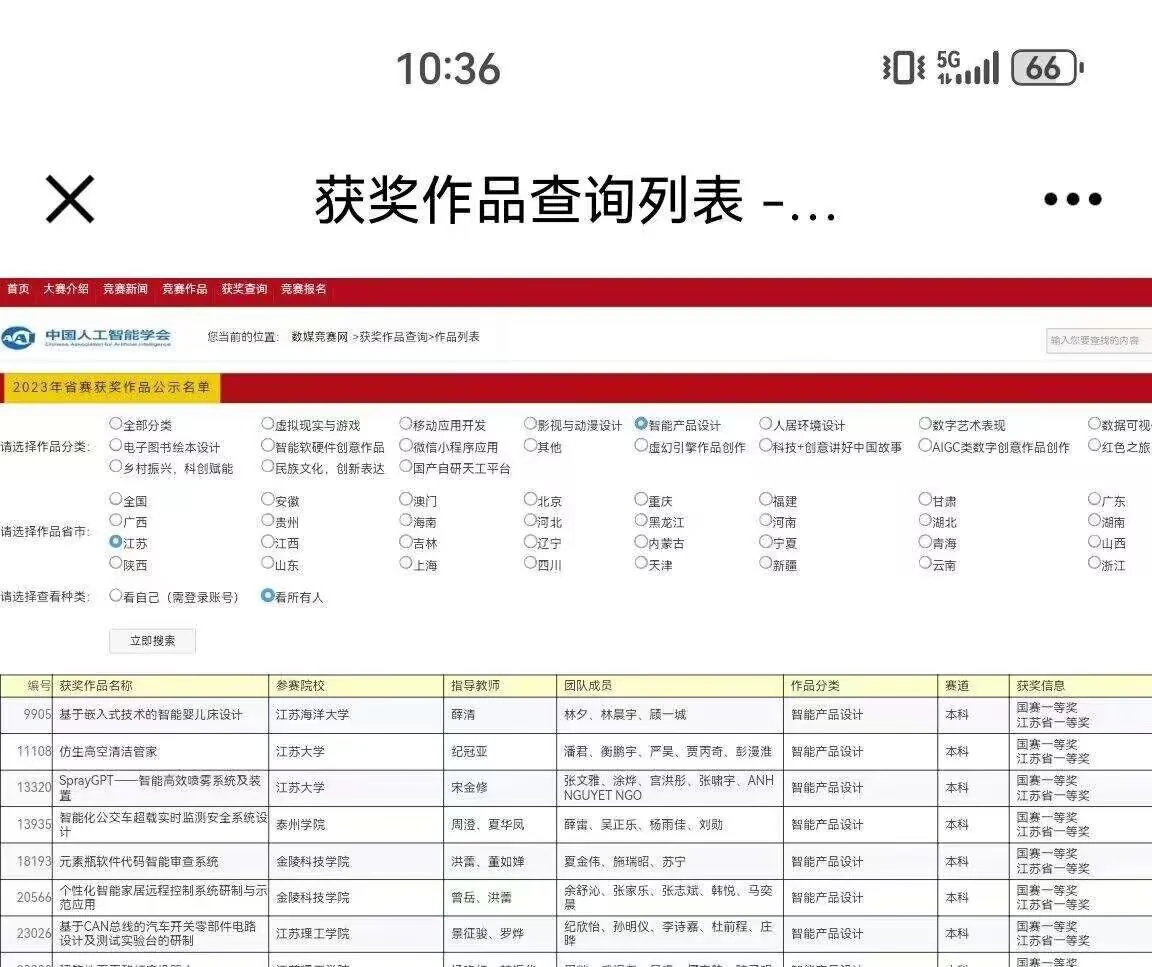 10:36
5G
66
获奖作品查询列表 -...
首页 大赛介绍 竞赛新闻 竞赛作品 获奖查询 竞赛报名
中国人工智能学会 您当前的位置: 数媒竞赛网 >获奖作品查询>作品列表 输入您要查找的内容
Chinese Association for Artificial Intelligence
2023年省赛获奖作品公示名单
全部分类 虚拟现实与游戏 移动应用开发 影视与动漫设计 智能产品设计 人居环境设计 数字艺术表现 数据可视
请选择作品分类: 电子图书绘本设计 智能软硬件创意作品 微信小程序应用 其他 虚幻引擎作品创作 科技+创意讲好中国故事 AIGC类数字创意作品创作 红色之旅
乡村振兴，科创赋能 民族文化，创新表达 国产自研天工平台
全国 安徽 澳门 北京 重庆 福建 甘肃 广东
广西 贵州 海南 河北 黑龙江 河南 湖北 湖南
请选择作品省市: 江苏 江西 吉林 辽宁 内蒙古 宁夏 青海 山西
陕西 山东 上海 四川 天津 新疆 云南 浙江
请选择查看种类: 看自己（需登录账号） 看所有人
立即搜索
编号 获奖作品名称 参赛院校 指导教师 团队成员 作品分类 赛道 获奖信息
9905 基于嵌入式技术的智能婴儿床设计 江苏海洋大学 薛清 林夕、林晨宇、顾一城 智能产品设计 本科 国赛一等奖
江苏省一等奖
11108 仿生高空清洁管家 江苏大学 纪冠亚 潘君、衡鹏宇、严昊、贾丙奇、彭漫淮 智能产品设计 本科 国赛一等奖
江苏省一等奖
13320 SprayGPT——智能高效喷雾系统及装 江苏大学 宋金修 张文雅、涂烨、宫洪彤、张啸宇、ANH 智能产品设计 本科 国赛一等奖
置 NGUYET NGO 江苏省一等奖
13935 智能化公交车超载实时监测安全系统设 泰州学院 周澄、夏华凤 薛雷、吴正乐、杨雨佳、刘勋 智能产品设计 本科 国赛一等奖
计 江苏省一等奖
18193 元素瓶软件代码智能审查系统 金陵科技学院 洪蕾、董如婵 夏金伟、施瑞昭、苏宁 智能产品设计 本科 国赛一等奖
江苏省一等奖
20566 个性化智能家居远程控制系统研制与示 金陵科技学院 曾岳、洪蕾 余舒沁、张家乐、张志斌、韩悦、马奕 智能产品设计 本科 国赛一等奖
范应用 晨 江苏省一等奖
23026 基于CAN总线的汽车开关零部件电路 江苏理工学院 景征骏、罗烨 纪欣怡、孙明仪、李诗嘉、杜前程、庄 智能产品设计 本科 国赛一等奖
设计及测试实验台的研制 晔 江苏省一等奖
国赛一等奖